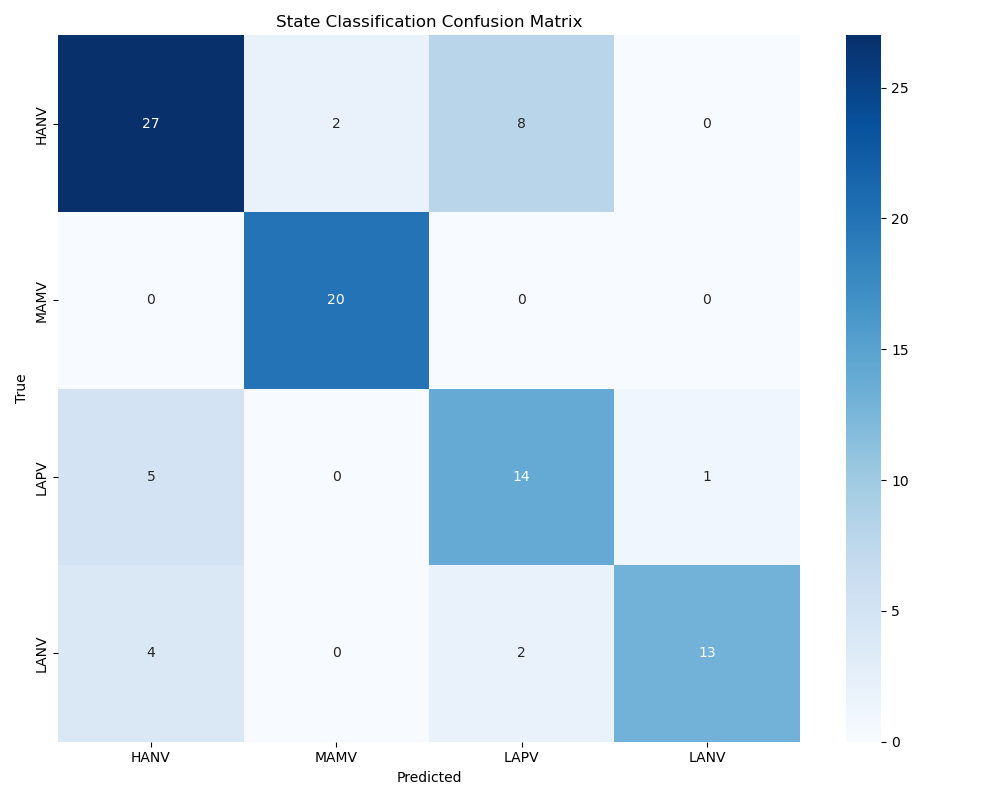 State Classification Confusion Matrix
True
HANV
27 2 8 0
MAMV
0 20 0 0
LAPV
5 0 14 1
LANV
4 0 2 13
HANV MAMV LAPV LANV
Predicted
25
20
15
10
5
0